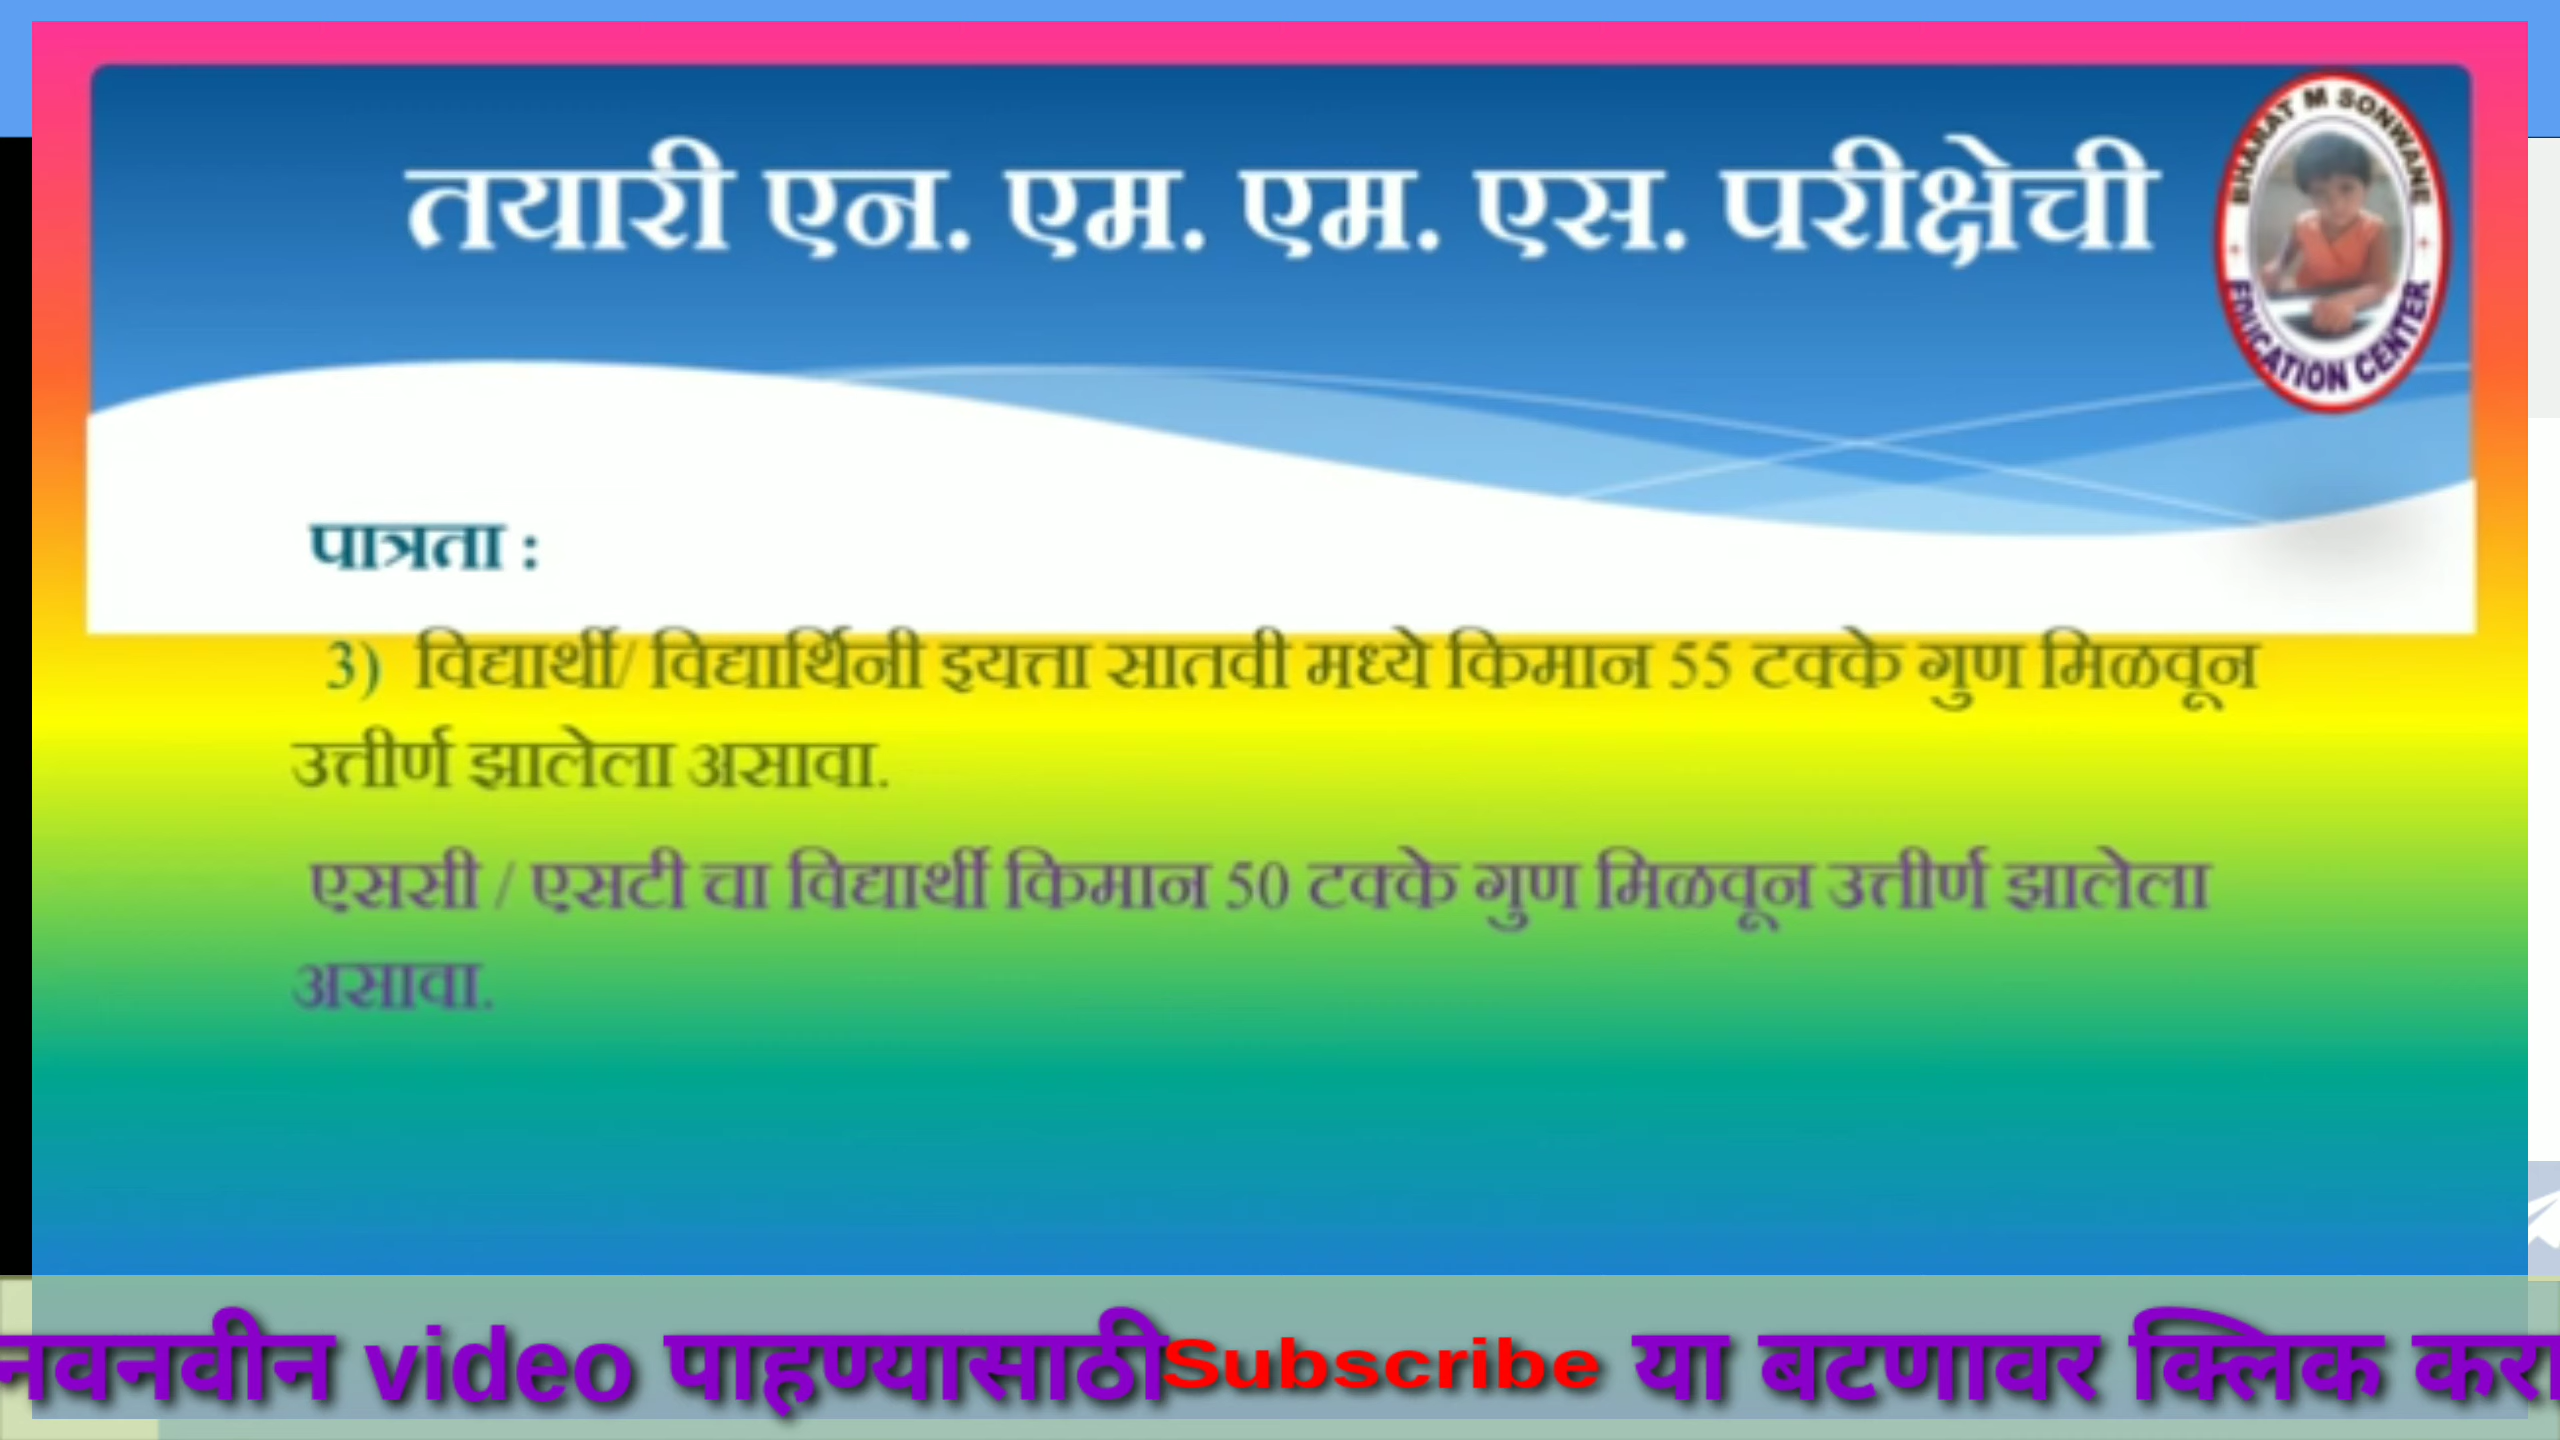 तयारी एन. एम. एम. एस. परीक्षेची
BHARAT M SONWANE
EDUCATION CENTER
पात्रता :
3) विद्यार्थी/ विद्यार्थिनी इयत्ता सातवी मध्ये किमान 55 टक्के गुण मिळवून
उत्तीर्ण झालेला असावा.
एससी / एसटी चा विद्यार्थी किमान 50 टक्के गुण मिळवून उत्तीर्ण झालेला
असावा.
नवनवीन video पाहण्यासाठी Subscribe या बटणावर क्लिक करा